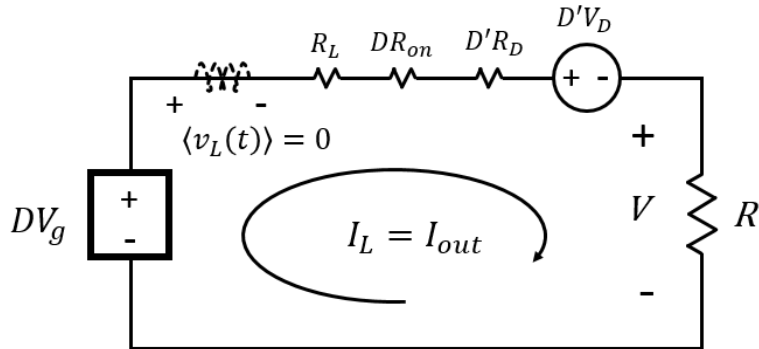 D'V_D
R_L DR_on D'R_D
+ -
+ -
⟨v_L(t)⟩ = 0
+
DV_g
+
-
I_L = I_out
V
R
-